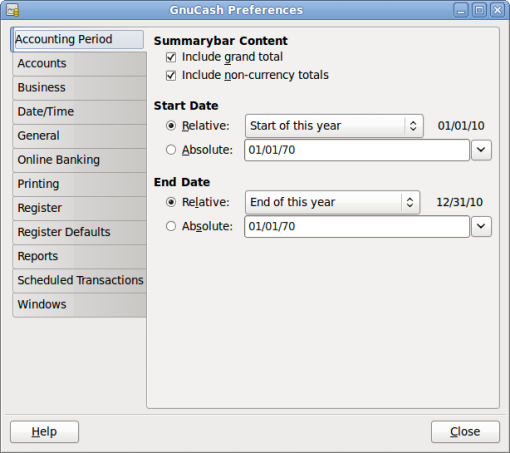 GnuCash Preferences
Accounting Period
Accounts
Business
Date/Time
General
Online Banking
Printing
Register
Register Defaults
Reports
Scheduled Transactions
Windows
Summarybar Content
Include grand total
Include non-currency totals
Start Date
Relative: Start of this year 01/01/10
Absolute: 01/01/70
End Date
Relative: End of this year 12/31/10
Absolute: 01/01/70
Help Close